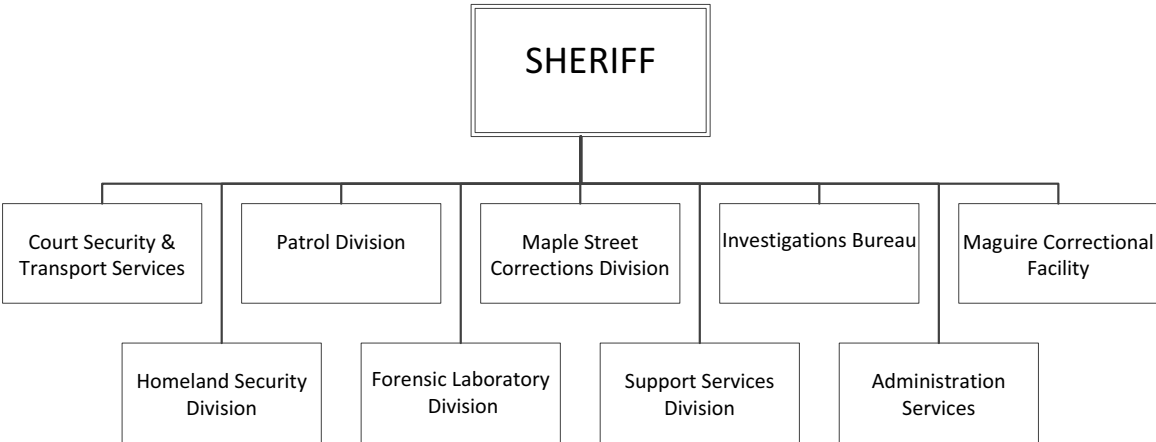 SHERIFF
Court Security &
Transport Services
Patrol Division
Maple Street
Corrections Division
Investigations Bureau
Maguire Correctional
Facility
Homeland Security
Division
Forensic Laboratory
Division
Support Services
Division
Administration
Services